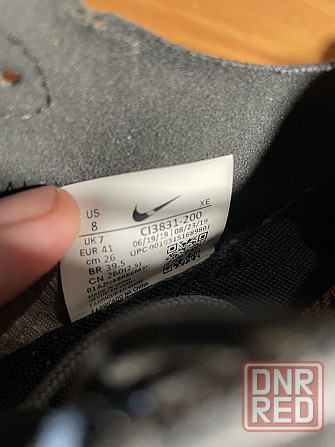 US 8
XE
UK 7
CI3831-200
EUR 41
06/19/19 | 08/23/19
cm 26
UPC 00193151689803
BR 39.5
CN 260(2.5)
DNR
RED